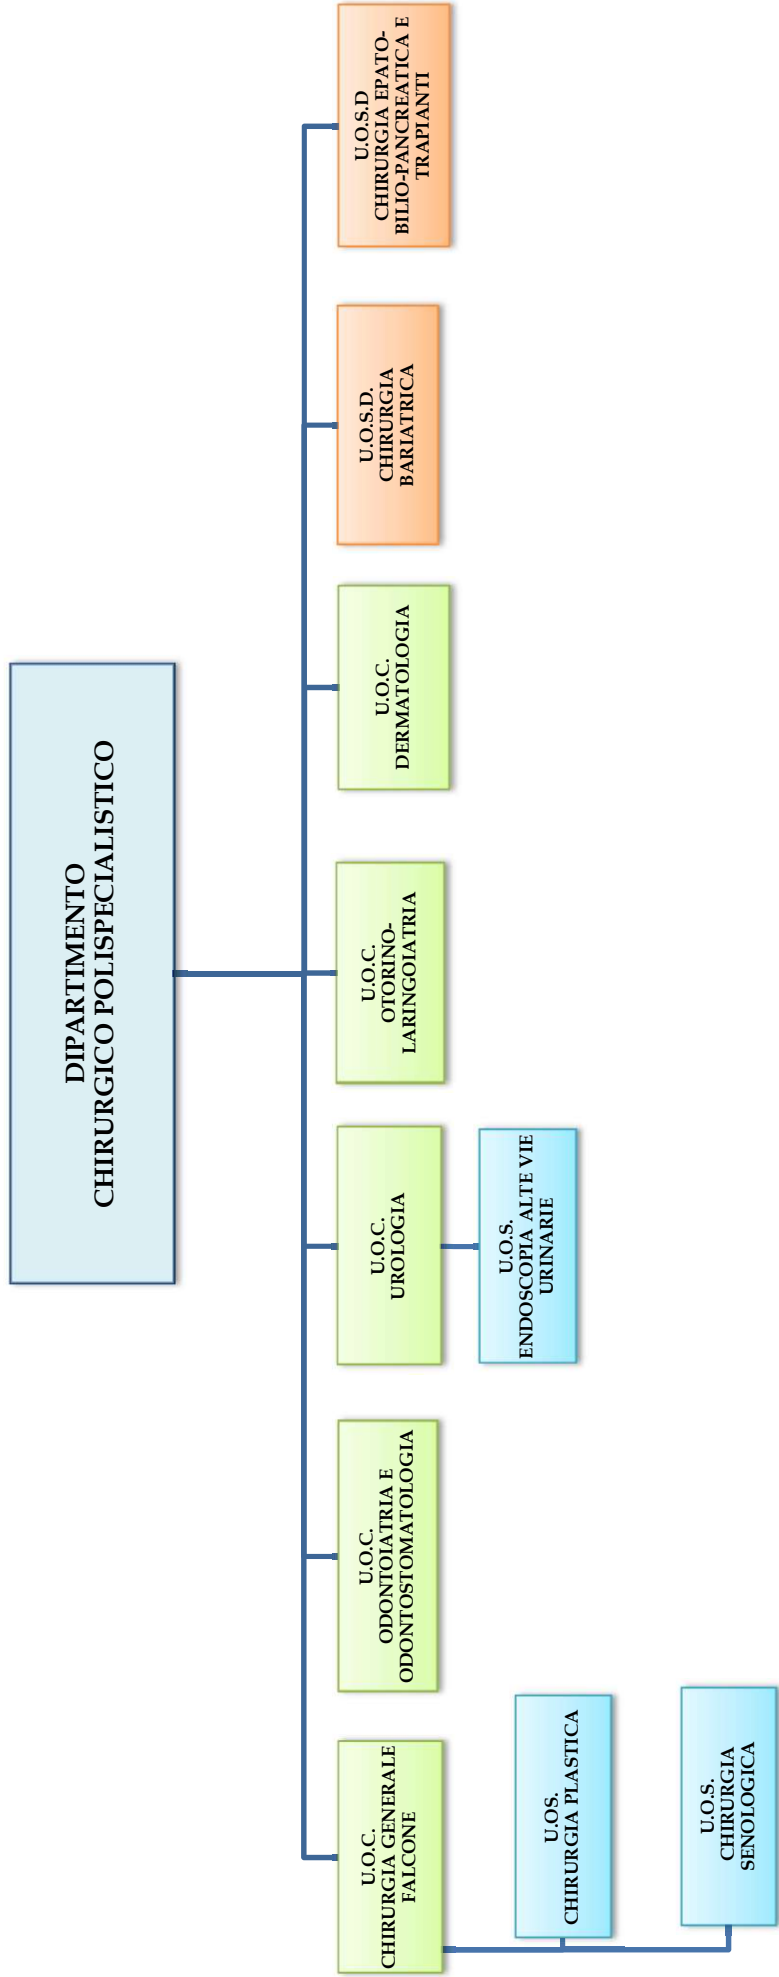 DIPARTIMENTO
CHIRURGICO POLISPECIALISTICO
U.O.C.
CHIRURGIA GENERALE
FALCONE
U.O.C.
ODONTOIATRIA E
ODONTOSTOMATOLOGIA
U.O.C.
UROLOGIA
U.O.C.
OTORINO-
LARINGOIATRIA
U.O.C.
DERMATOLOGIA
U.O.S.D.
CHIRURGIA
BARIATRICA
U.O.S.D
CHIRURGIA EPATO-
BILIO-PANCREATICA E
TRAPIANTI
U.OS.
CHIRURGIA PLASTICA
U.O.S.
CHIRURGIA
SENOLOGICA
U.O.S.
ENDOSCOPIA ALTE VIE
URINARIE